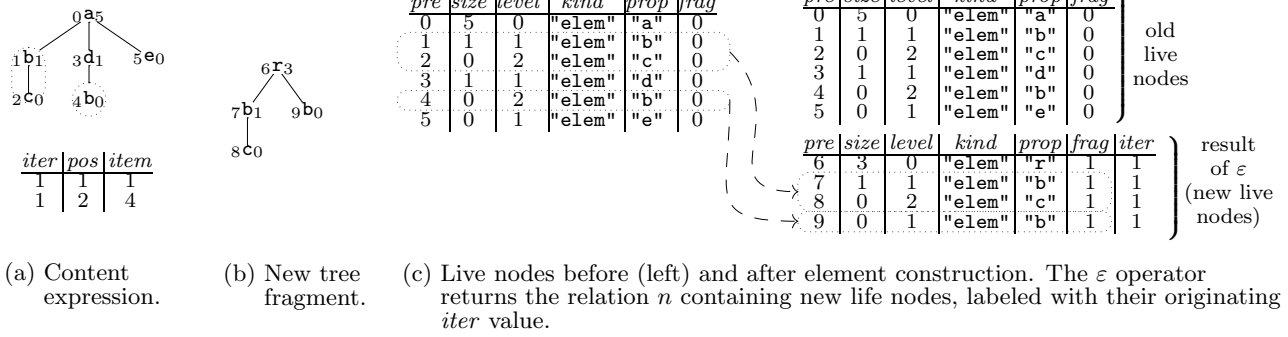 0a5
1b1 3d1 5e0
2c0 4b0
iter pos item
1 1 1
1 2 4
(a) Content
expression.
6r3
7b1 9b0
8c0
(b) New tree
fragment.
pre size level kind prop frag
0 5 0 "elem" "a" 0
1 1 1 "elem" "b" 0
2 0 2 "elem" "c" 0
3 1 1 "elem" "d" 0
4 0 2 "elem" "b" 0
5 0 1 "elem" "e" 0
pre size level kind prop frag
0 5 0 "elem" "a" 0
1 1 1 "elem" "b" 0
2 0 2 "elem" "c" 0
3 1 1 "elem" "d" 0
4 0 2 "elem" "b" 0
5 0 1 "elem" "e" 0
old
live
nodes
pre size level kind prop frag iter
6 3 0 "elem" "r" 1 1
7 1 1 "elem" "b" 1 1
8 0 2 "elem" "c" 1 1
9 0 1 "elem" "b" 1 1
result
of ε
(new live
nodes)
(c) Live nodes before (left) and after element construction. The ε operator
returns the relation n containing new life nodes, labeled with their originating
iter value.